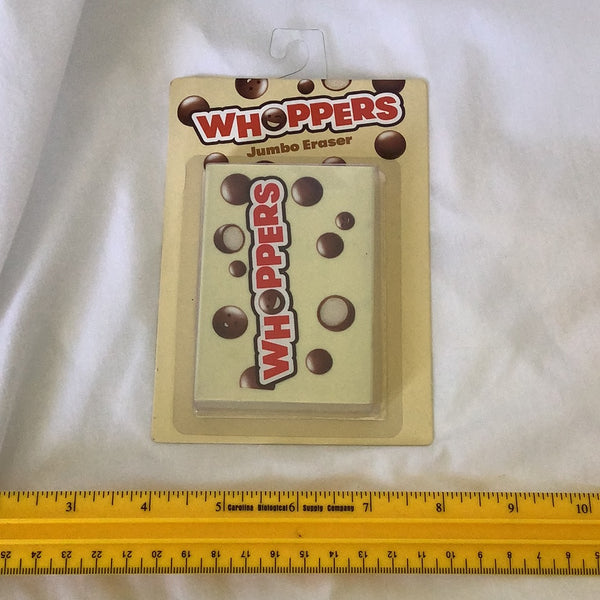 WHOPPERS
Jumbo Eraser
WHOPPERS
3 4 5 Carolina Biological 6 Supply Company 7 8 9 10
25 24 23 22 21 20 19 18 17 16 15 14 13 12 11 10 9 8 7 6